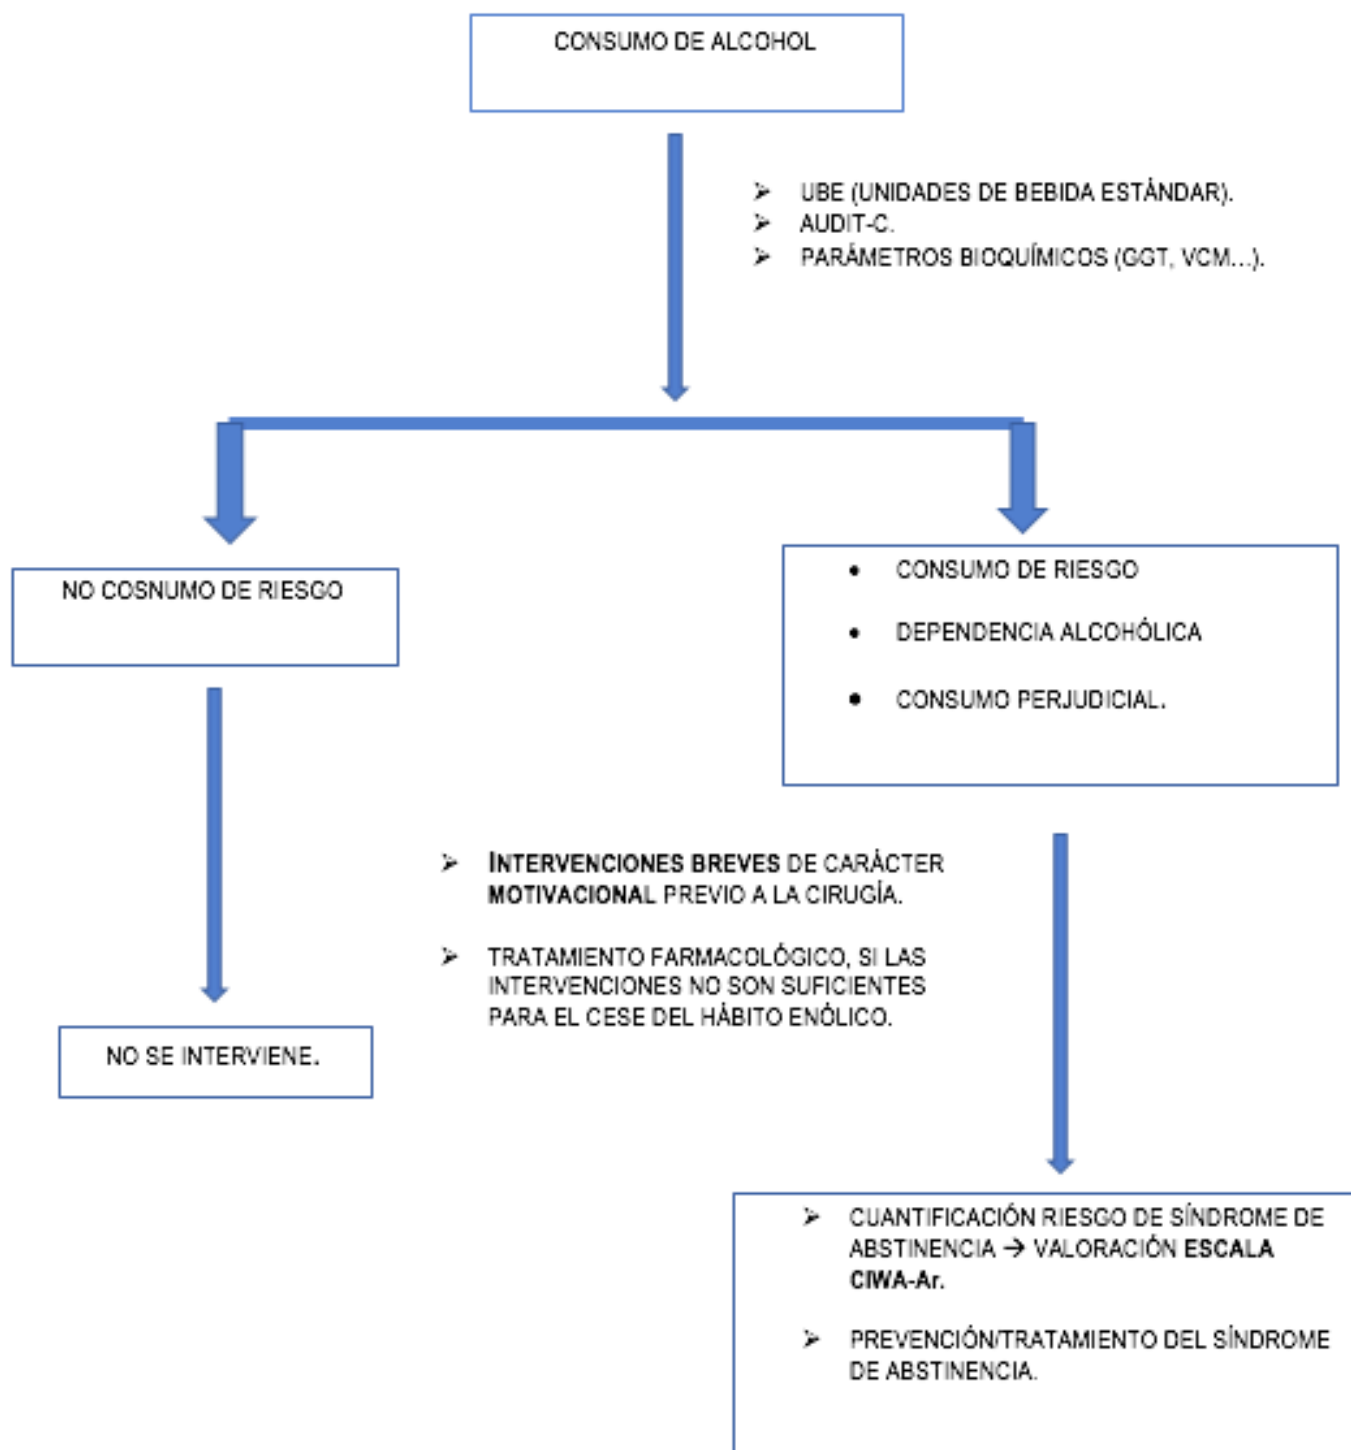 CONSUMO DE ALCOHOL
➢ UBE (UNIDADES DE BEBIDA ESTÁNDAR).
➢ AUDIT-C.
➢ PARÁMETROS BIOQUÍMICOS (GGT, VCM...).
NO COSNUMO DE RIESGO
• CONSUMO DE RIESGO
• DEPENDENCIA ALCOHÓLICA
• CONSUMO PERJUDICIAL.
➢ INTERVENCIONES BREVES DE CARÁCTER
MOTIVACIONAL PREVIO A LA CIRUGÍA.
➢ TRATAMIENTO FARMACOLÓGICO, SI LAS
INTERVENCIONES NO SON SUFICIENTES
PARA EL CESE DEL HÁBITO ENÓLICO.
NO SE INTERVIENE.
➢ CUANTIFICACIÓN RIESGO DE SÍNDROME DE
ABSTINENCIA → VALORACIÓN ESCALA
CIWA-Ar.
➢ PREVENCIÓN/TRATAMIENTO DEL SÍNDROME
DE ABSTINENCIA.